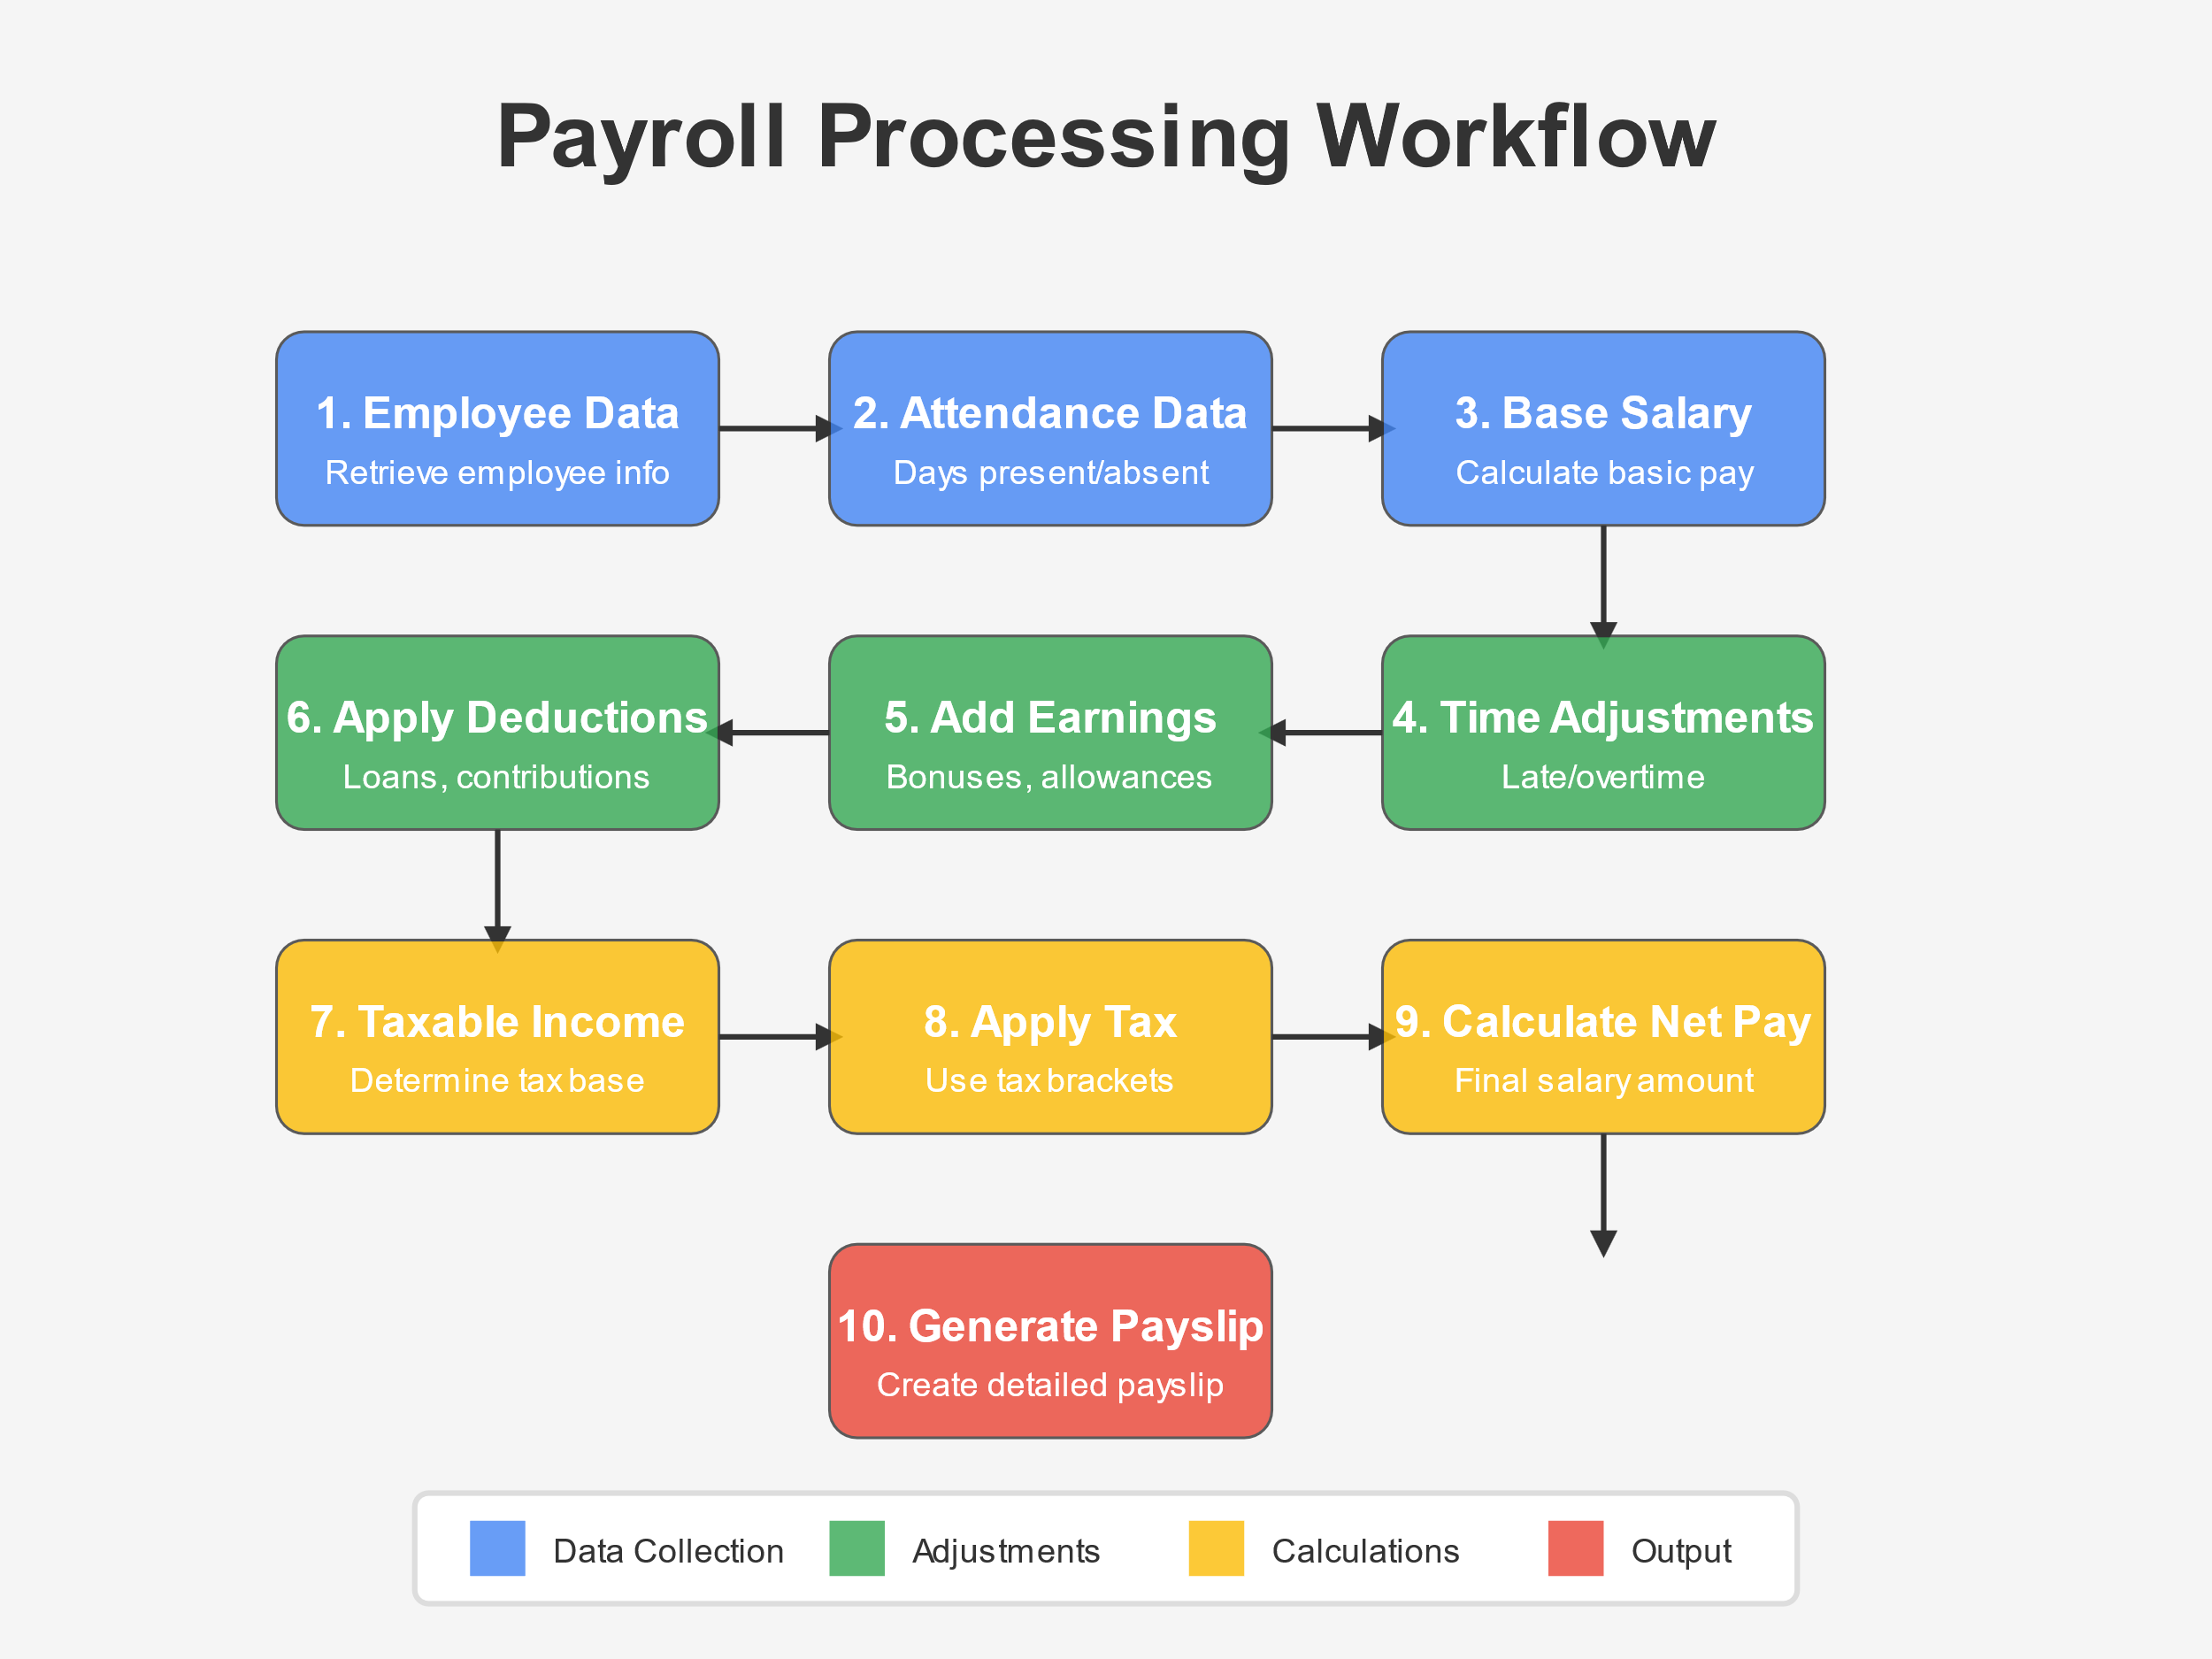 Payroll Processing Workflow
1. Employee Data
Retrieve employee info
2. Attendance Data
Days present/absent
3. Base Salary
Calculate basic pay
4. Time Adjustments
Late/overtime
5. Add Earnings
Bonuses, allowances
6. Apply Deductions
Loans, contributions
7. Taxable Income
Determine tax base
8. Apply Tax
Use tax brackets
9. Calculate Net Pay
Final salary amount
10. Generate Payslip
Create detailed payslip
Data Collection
Adjustments
Calculations
Output